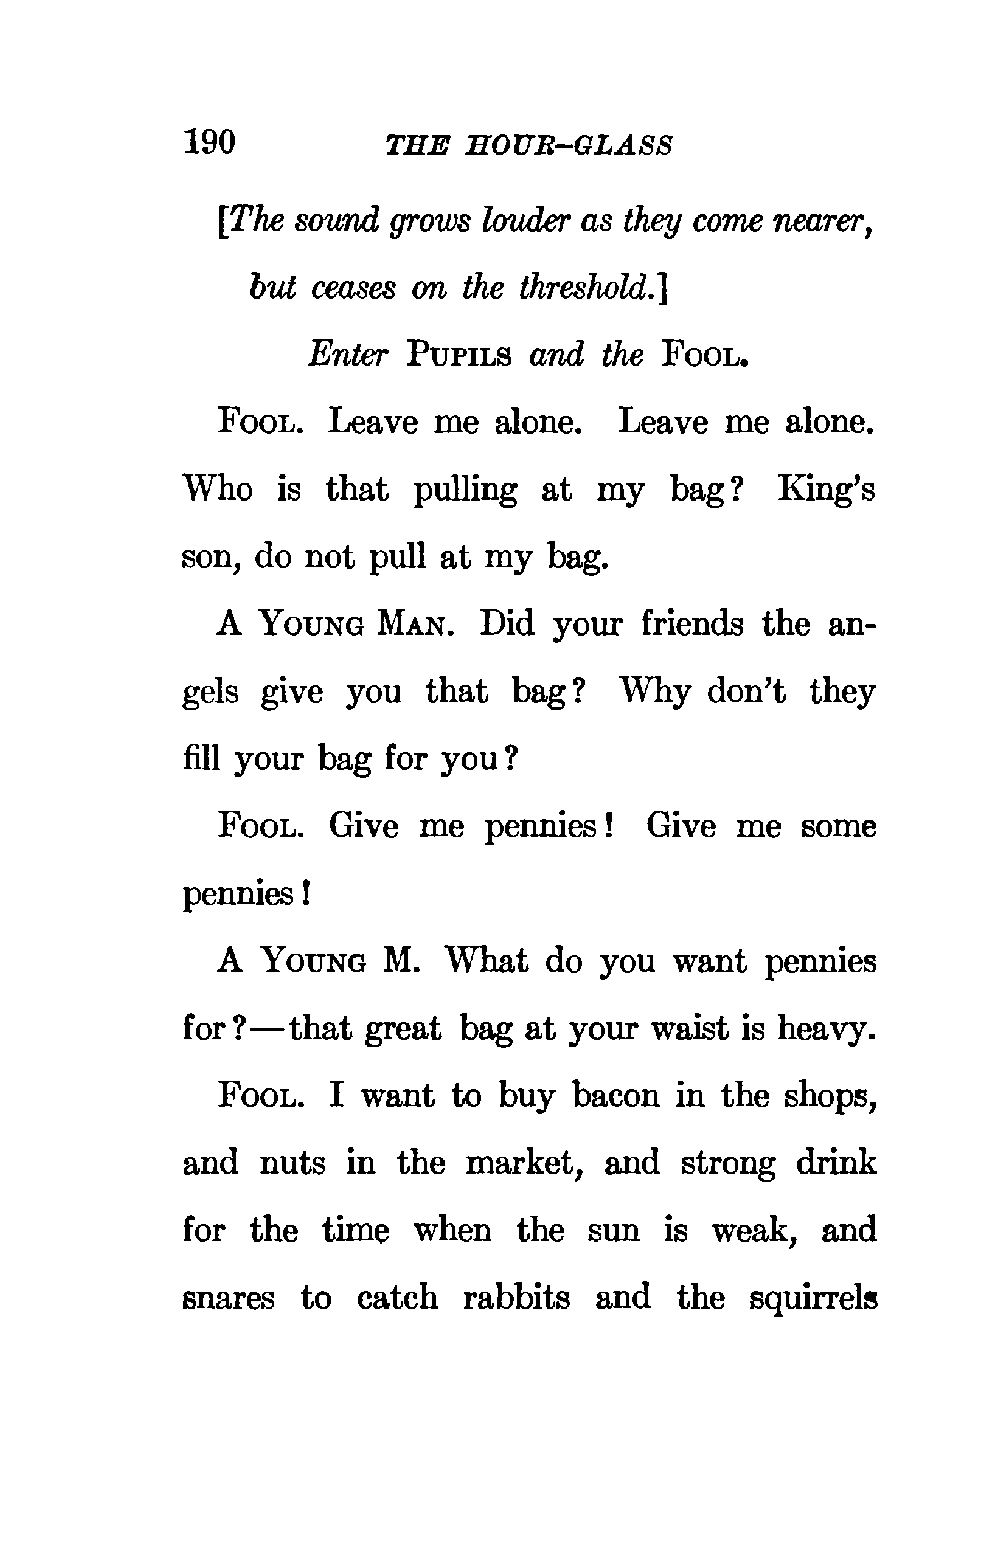 190 THE HOUR-GLASS
[The sound grows louder as they come nearer,
but ceases on the threshold.]
Enter PUPILS and the FOOL.
FOOL. Leave me alone. Leave me alone.
Who is that pulling at my bag? King's
son, do not pull at my bag.
A YOUNG MAN. Did your friends the an-
gels give you that bag? Why don't they
fill your bag for you?
FOOL. Give me pennies! Give me some
pennies!
A YOUNG M. What do you want pennies
for?—that great bag at your waist is heavy.
FOOL. I want to buy bacon in the shops,
and nuts in the market, and strong drink
for the time when the sun is weak, and
snares to catch rabbits and the squirrels